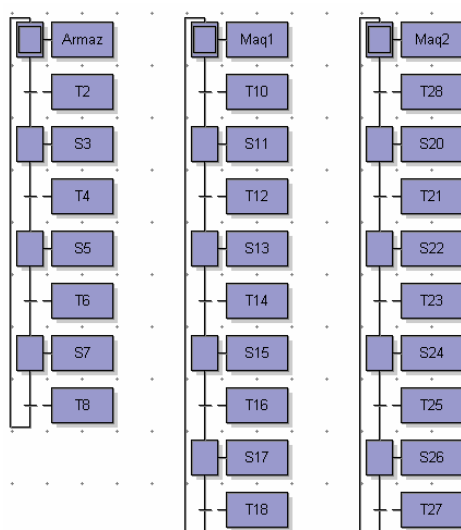 Armaz
T2
S3
T4
S5
T6
S7
T8
Maq1
T10
S11
T12
S13
T14
S15
T16
S17
T18
Maq2
T28
S20
T21
S22
T23
S24
T25
S26
T27